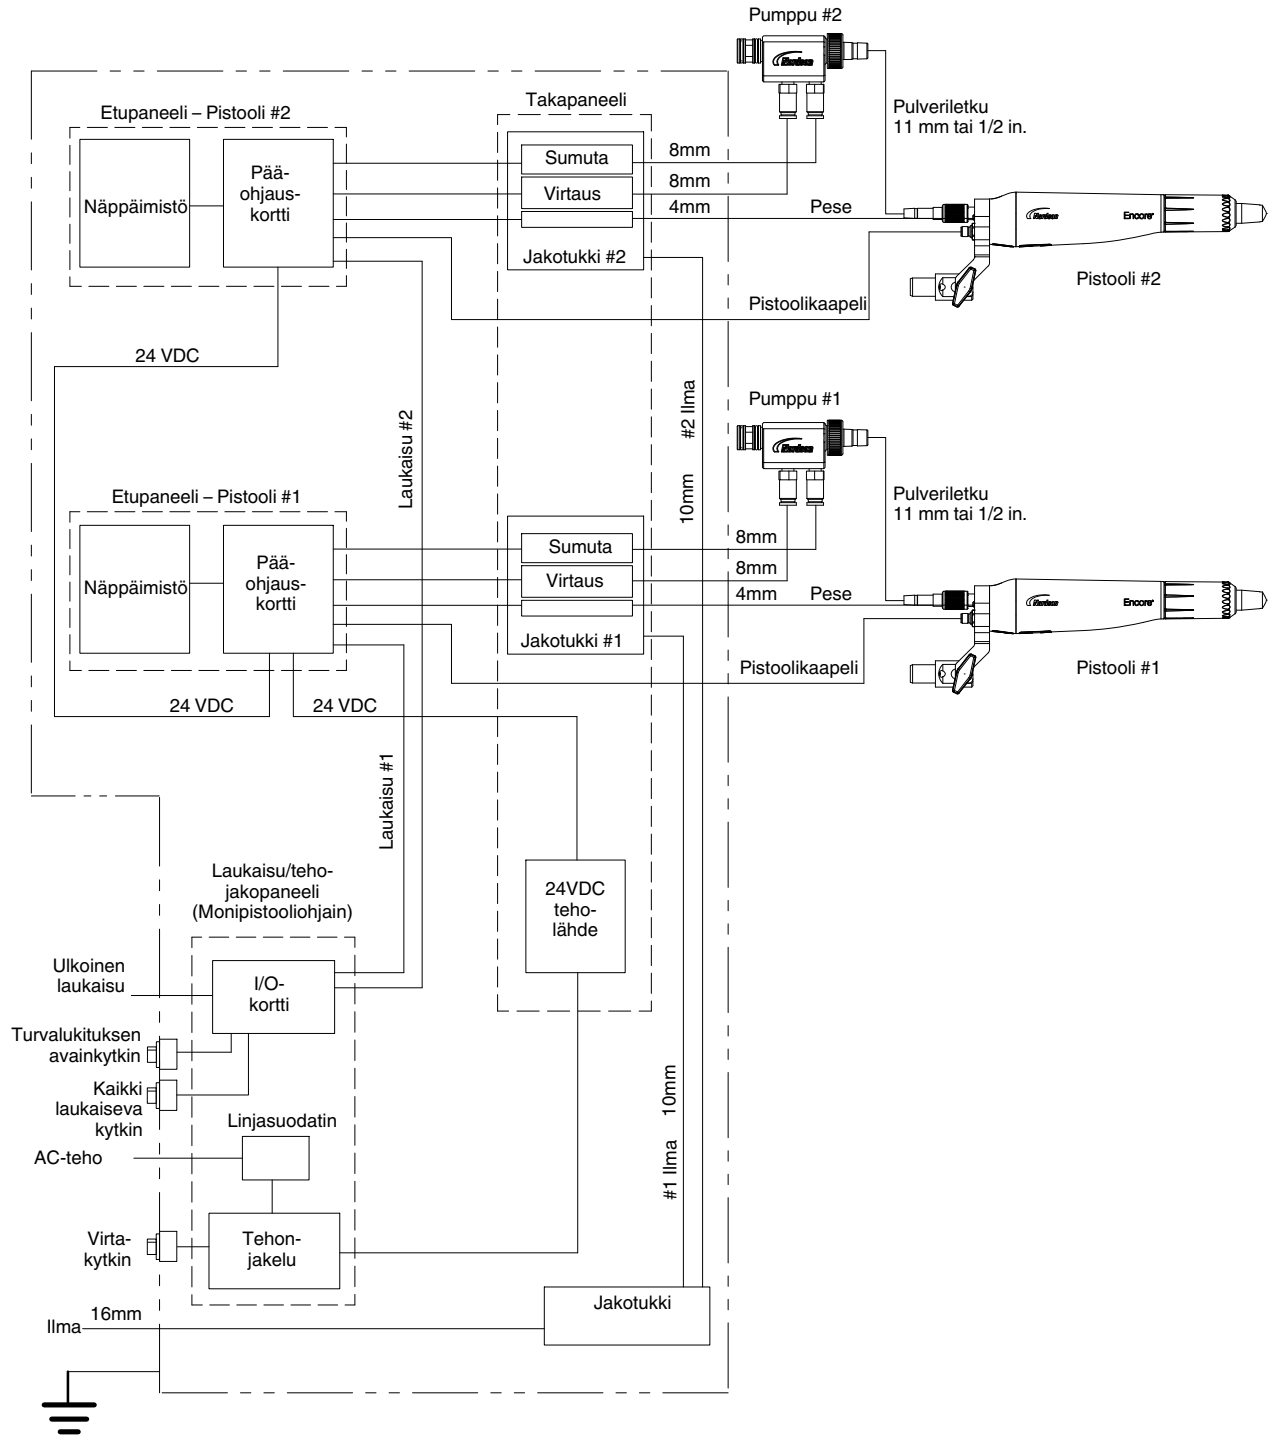 Pumppu #2
Etupaneeli – Pistooli #2
Takapaneeli
Nordson
Pulveriletku
11 mm tai 1/2 in.
Näppäimistö
Pää-
ohjaus-
kortti
Sumuta
8mm
Virtaus
8mm
4mm
Pese
Jakotukki #2
Nordson
Encore
Pistooli #2
Pistoolikaapeli
24 VDC
Laukaisu #2
10mm #2 Ilma
Pumppu #1
Nordson
Pulveriletku
11 mm tai 1/2 in.
Etupaneeli – Pistooli #1
Näppäimistö
Pää-
ohjaus-
kortti
Sumuta
8mm
Virtaus
8mm
4mm
Pese
Jakotukki #1
Nordson
Encore
Pistooli #1
Pistoolikaapeli
24 VDC
24 VDC
Laukaisu #1
Laukaisu/teho-
jakopaneeli
(Monipistooliohjain)
24VDC
teho-
lähde
Ulkoinen
laukaisu
I/O-
kortti
Turvalukituksen
avainkytkin
Kaikki
laukaiseva
kytkin
Linjasuodatin
AC-teho
#1 Ilma 10mm
Virta-
kytkin
Tehon-
jakelu
Jakotukki
Ilma
16mm